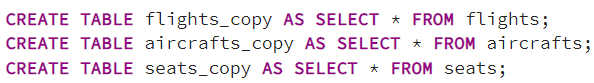 CREATE TABLE flights_copy AS SELECT * FROM flights;
CREATE TABLE aircrafts_copy AS SELECT * FROM aircrafts;
CREATE TABLE seats_copy AS SELECT * FROM seats;